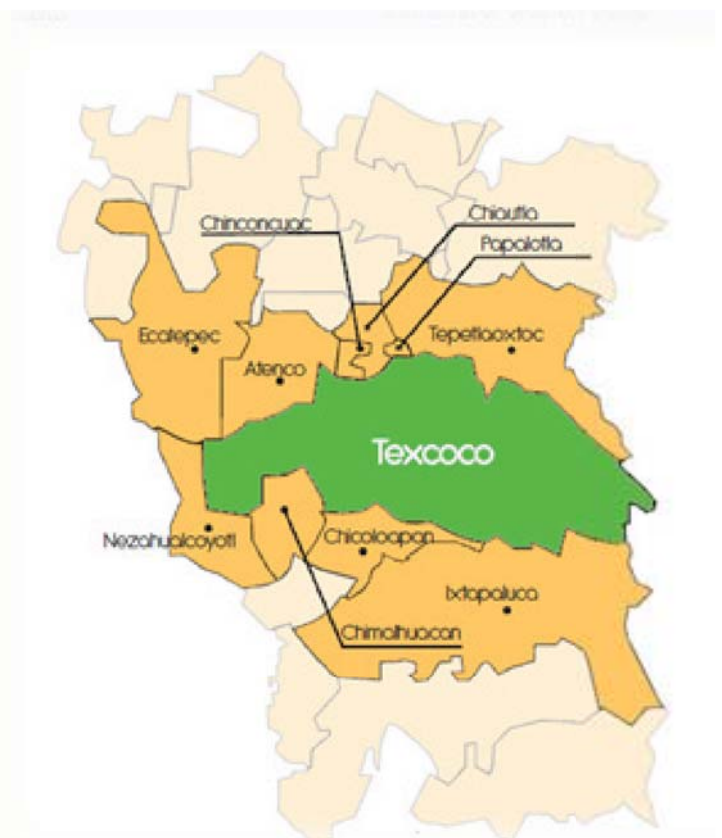 Chiautla
Chinconcuac
Papalotla
Ecatepec
Tepetlaoxtoc
Atenco
Texcoco
Nezahualcoyotl
Chicoloapan
Ixtapaluca
Chimalhuacan